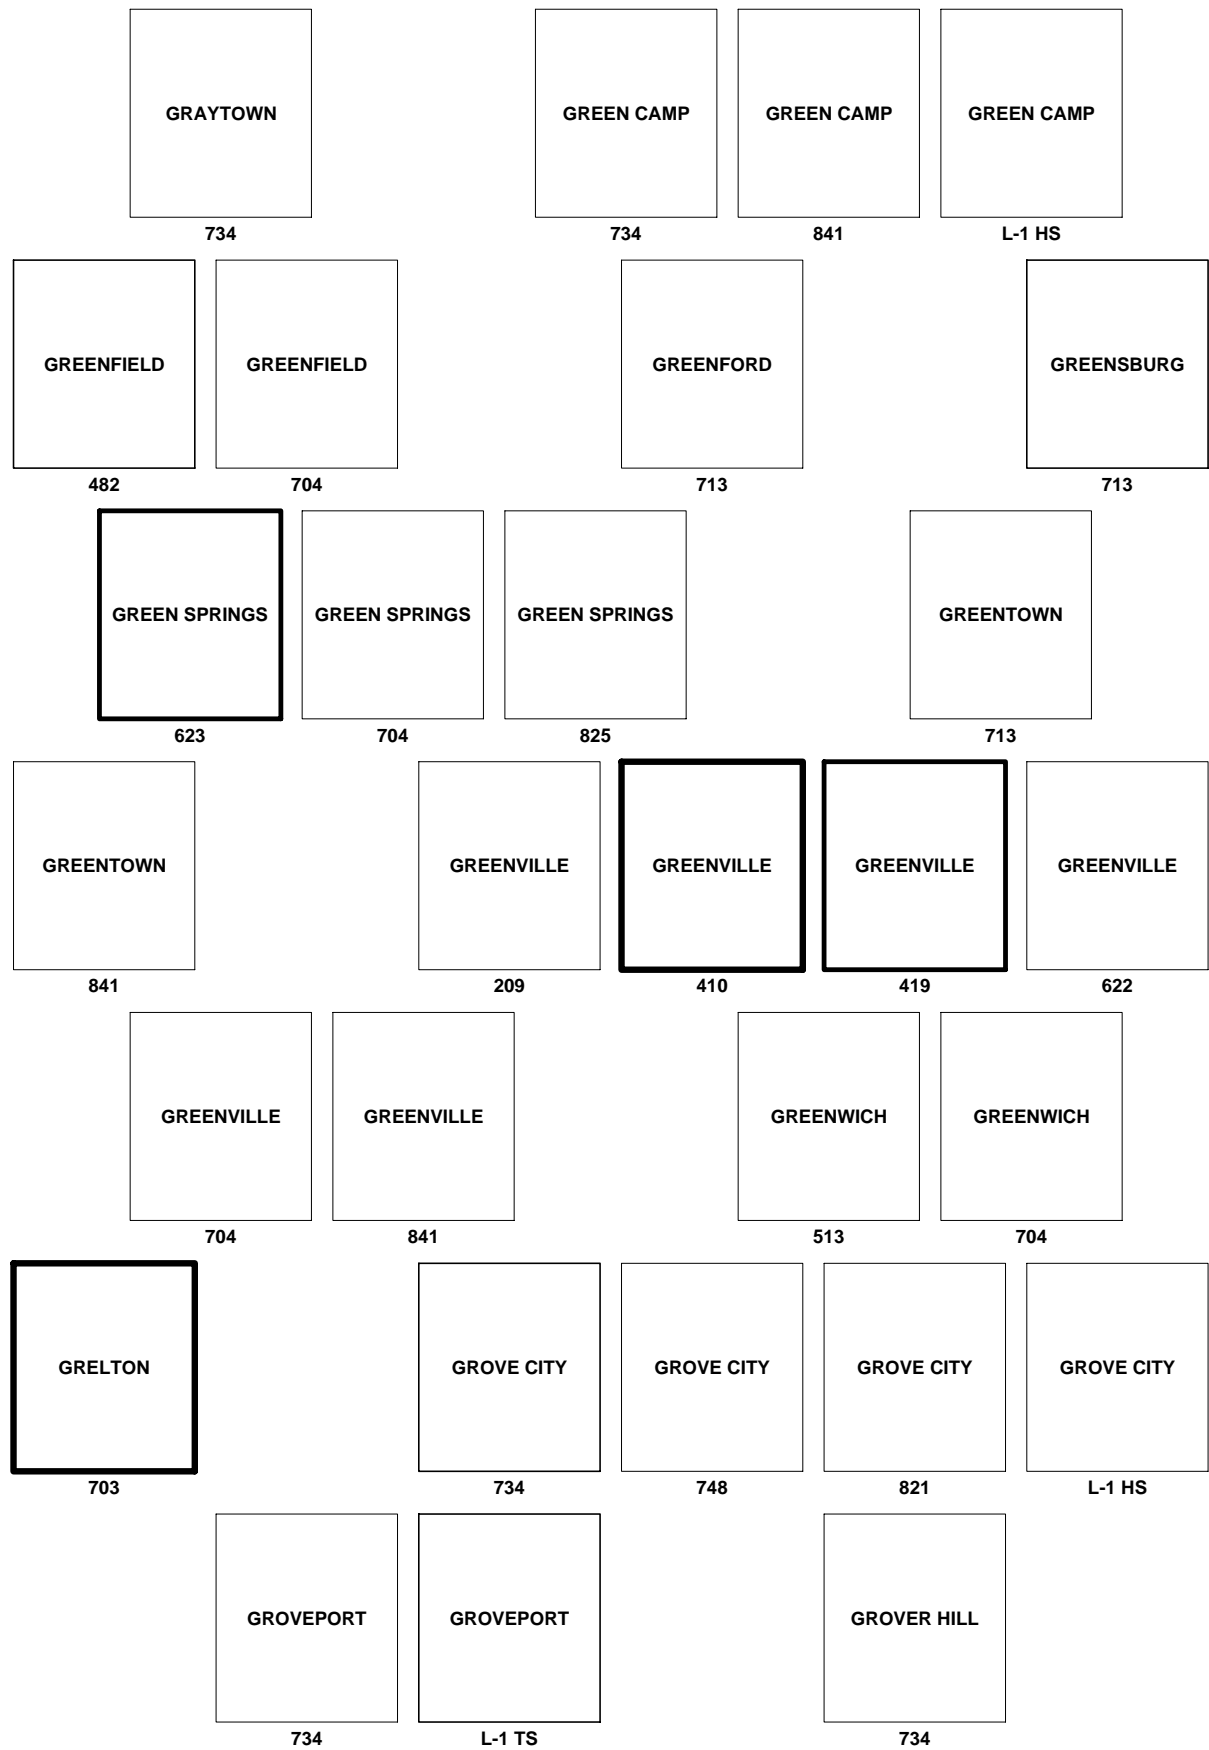 GRAYTOWN GREEN CAMP GREEN CAMP GREEN CAMP
734 734 841 L-1 HS
GREENFIELD GREENFIELD GREENFORD GREENSBURG
482 704 713 713
GREEN SPRINGS GREEN SPRINGS GREEN SPRINGS GREENTOWN
623 704 825 713
GREENTOWN GREENVILLE GREENVILLE GREENVILLE GREENVILLE
841 209 410 419 622
GREENVILLE GREENVILLE GREENWICH GREENWICH
704 841 513 704
GRELTON GROVE CITY GROVE CITY GROVE CITY GROVE CITY
703 734 748 821 L-1 HS
GROVEPORT GROVEPORT GROVER HILL
734 L-1 TS 734